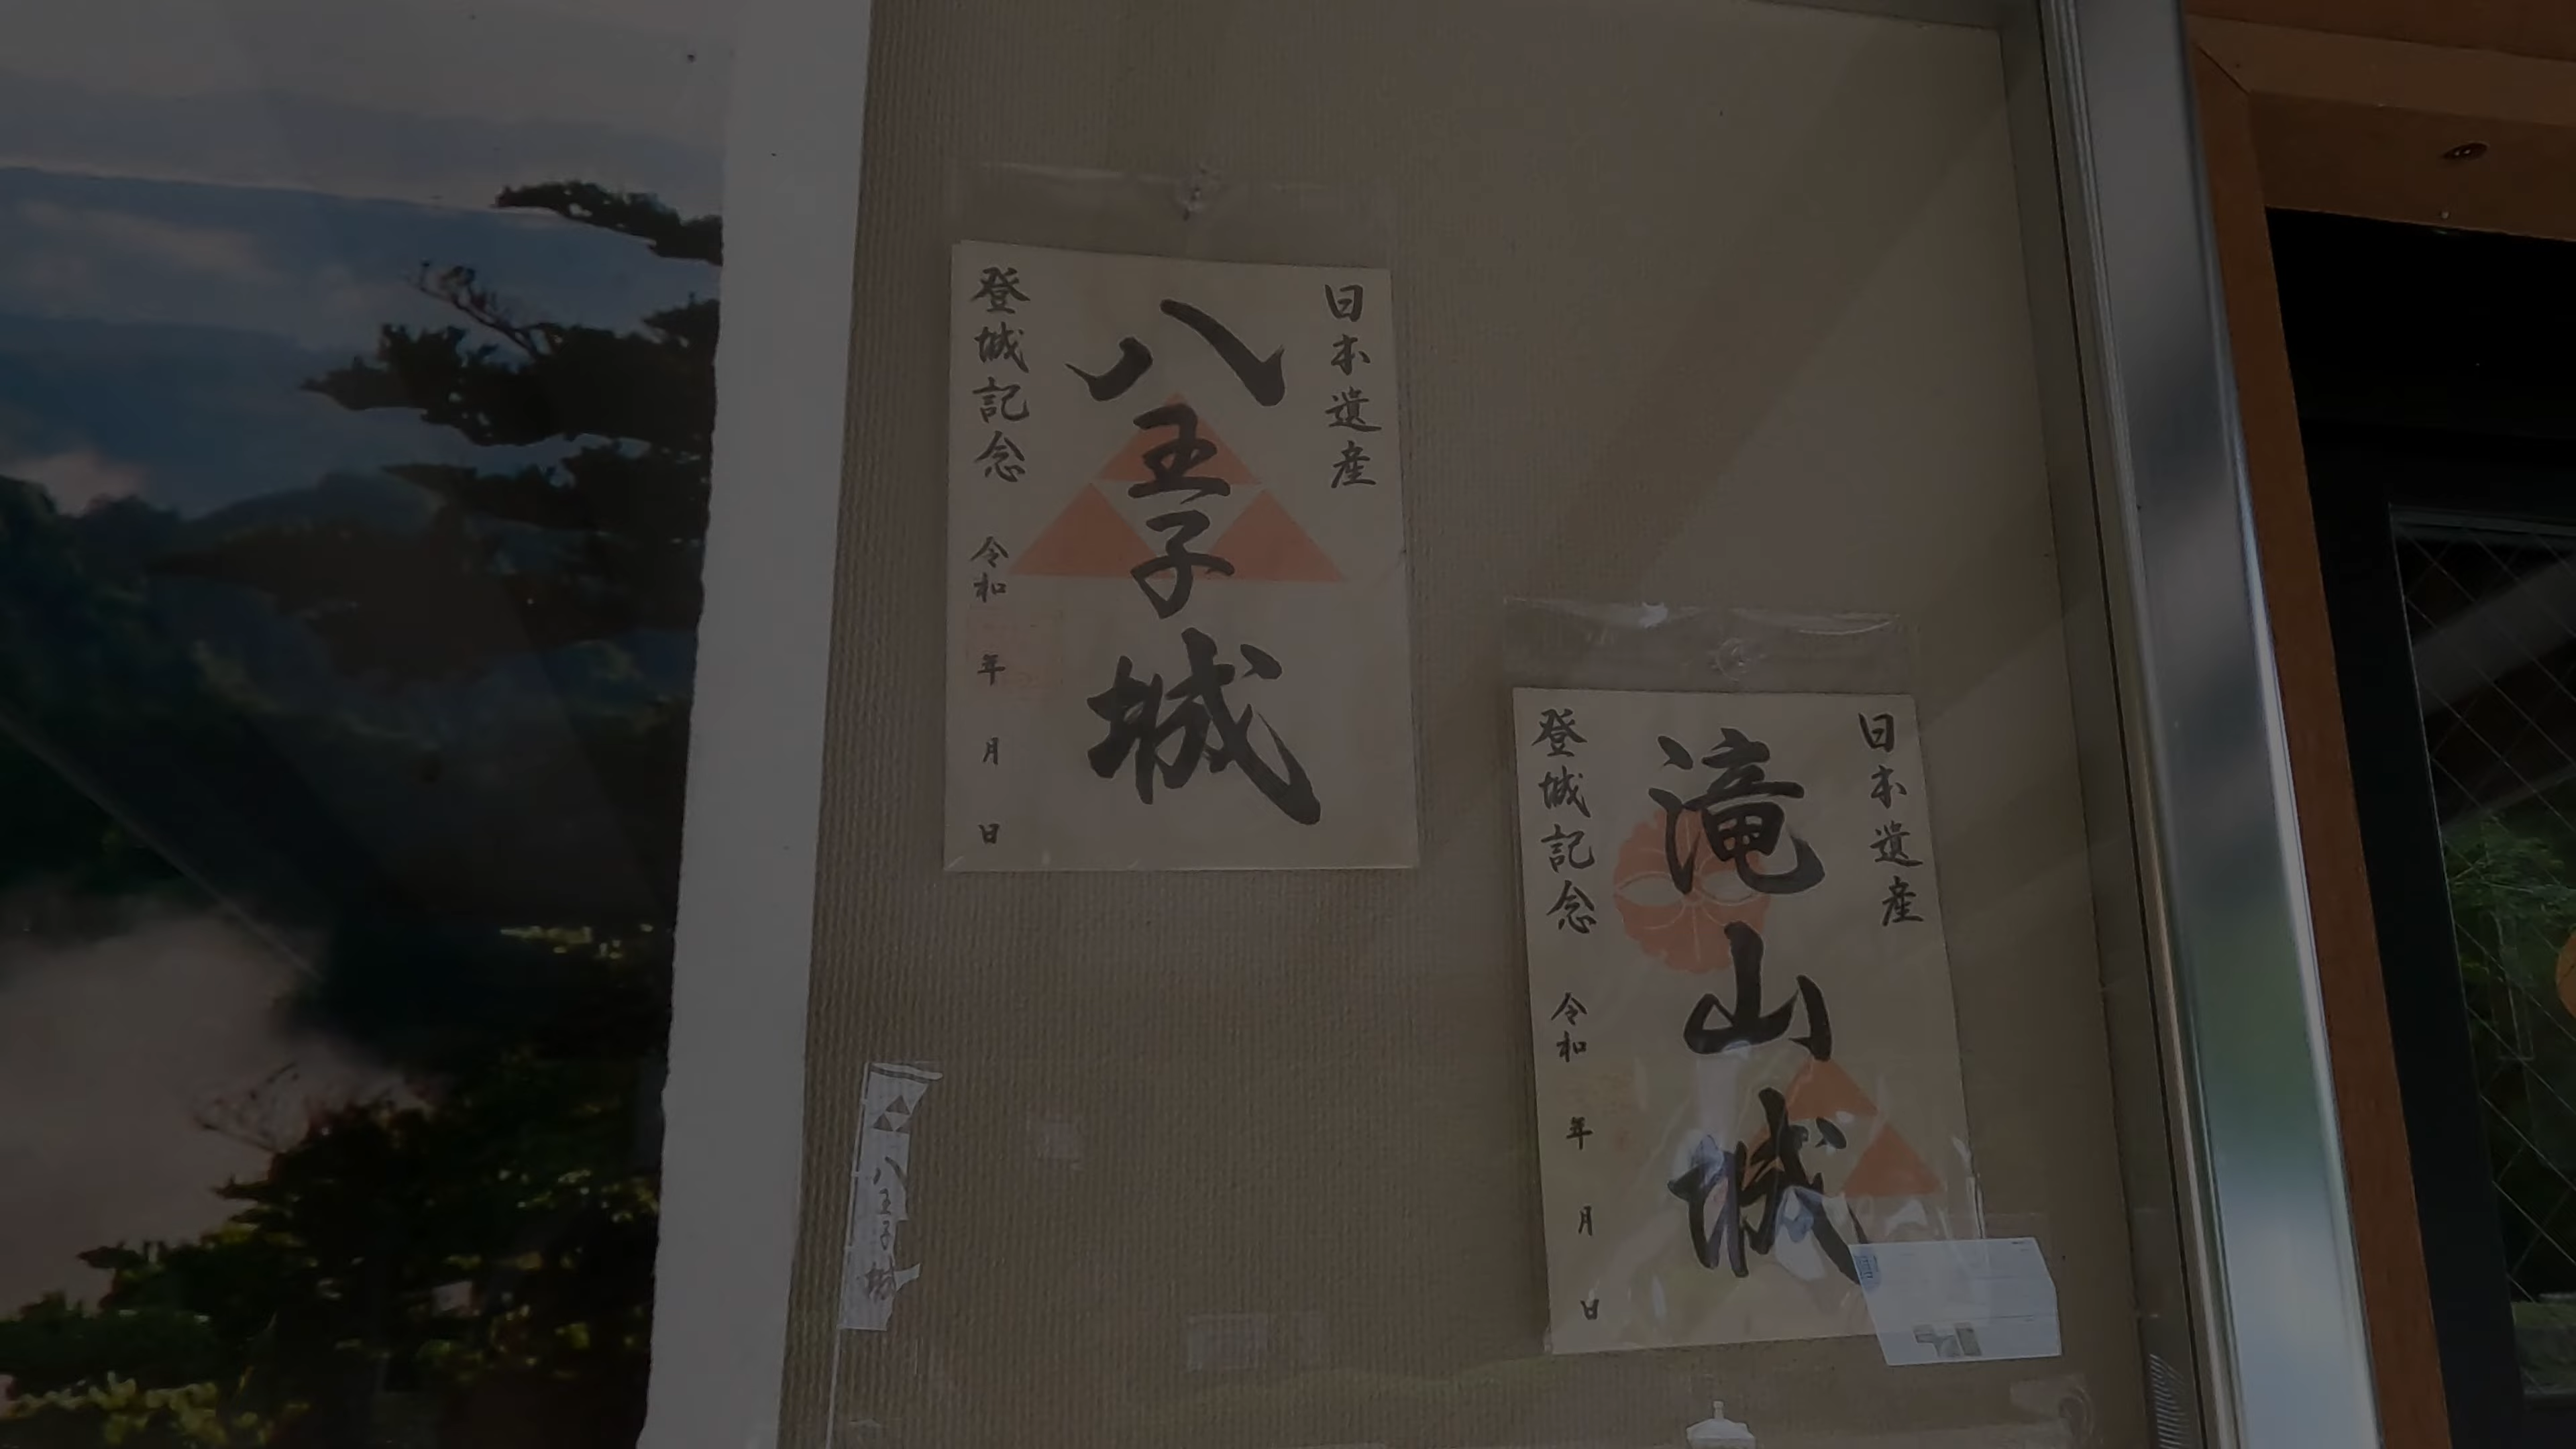 日本遺産
八王子城
登城記念
令和 年 月 日
日本遺産
滝山城
登城記念
令和 年 月 日
八王子城